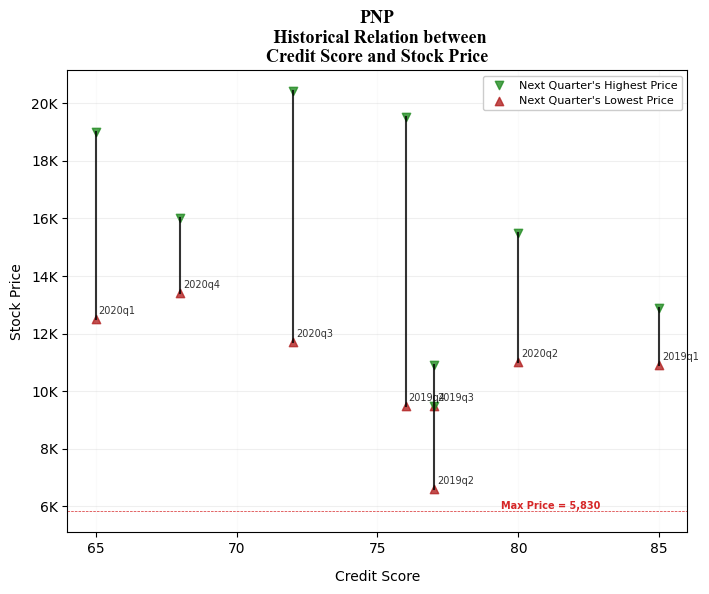 PNP
Historical Relation between
Credit Score and Stock Price
Next Quarter's Highest Price
Next Quarter's Lowest Price
Stock Price
20K
18K
16K
14K
12K
10K
8K
6K
2020q1
2020q4
2020q3
2019q4
2019q3
2019q2
2020q2
2019q1
Max Price = 5,830
65
70
75
80
85
Credit Score